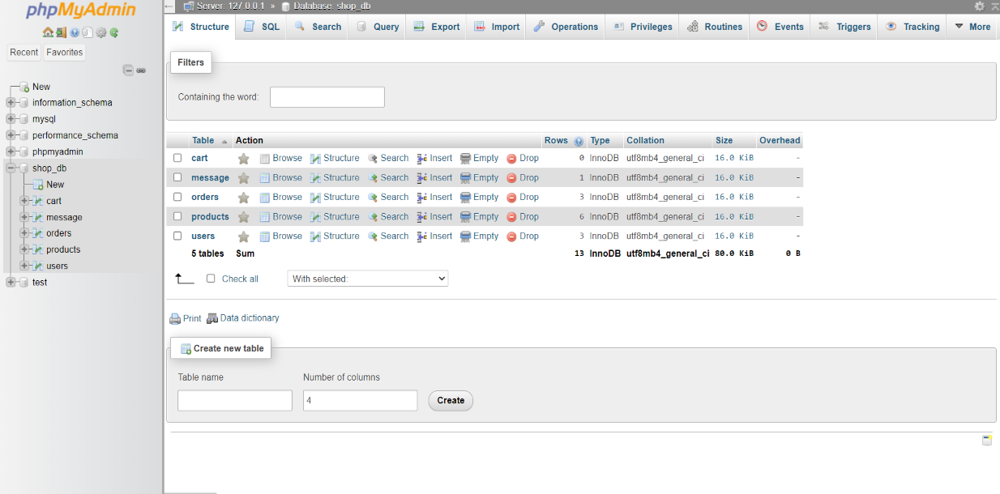 phpMyAdmin
Recent Favorites
New
information_schema
mysql
performance_schema
phpmyadmin
shop_db
New
cart
message
orders
products
users
test
Server: 127.0.0.1 » Database: shop_db
Structure SQL Search Query Export Import Operations Privileges Routines Events Triggers Tracking More
Filters
Containing the word:
Table Action Rows Type Collation Size Overhead
cart Browse Structure Search Insert Empty Drop 0 InnoDB utf8mb4_general_ci 16.0 KiB -
message Browse Structure Search Insert Empty Drop 1 InnoDB utf8mb4_general_ci 16.0 KiB -
orders Browse Structure Search Insert Empty Drop 3 InnoDB utf8mb4_general_ci 16.0 KiB -
products Browse Structure Search Insert Empty Drop 6 InnoDB utf8mb4_general_ci 16.0 KiB -
users Browse Structure Search Insert Empty Drop 3 InnoDB utf8mb4_general_ci 16.0 KiB -
5 tables Sum 13 InnoDB utf8mb4_general_ci 80.0 KiB 0 B
Check all With selected:
Print Data dictionary
Create new table
Table name Number of columns
4 Create